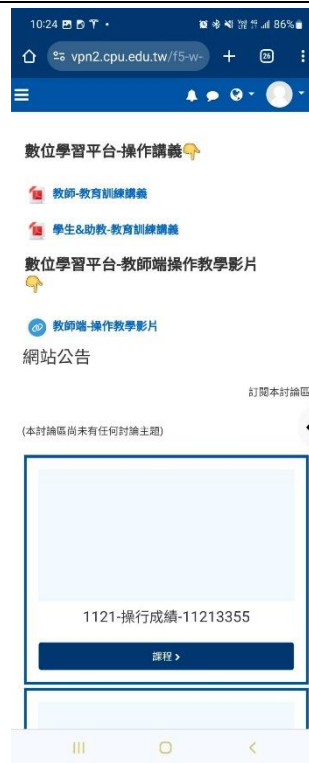 10:24
86%
vpn2.cpu.edu.tw/f5-w-
26
數位學習平台-操作講義👇
教師-教育訓練講義
學生&助教-教育訓練講義
數位學習平台-教師端操作教學影片
👇
教師端-操作教學影片
網站公告
訂閱本討論區
(本討論區尚未有任何討論主題)
1121-操行成績-11213355
課程 >